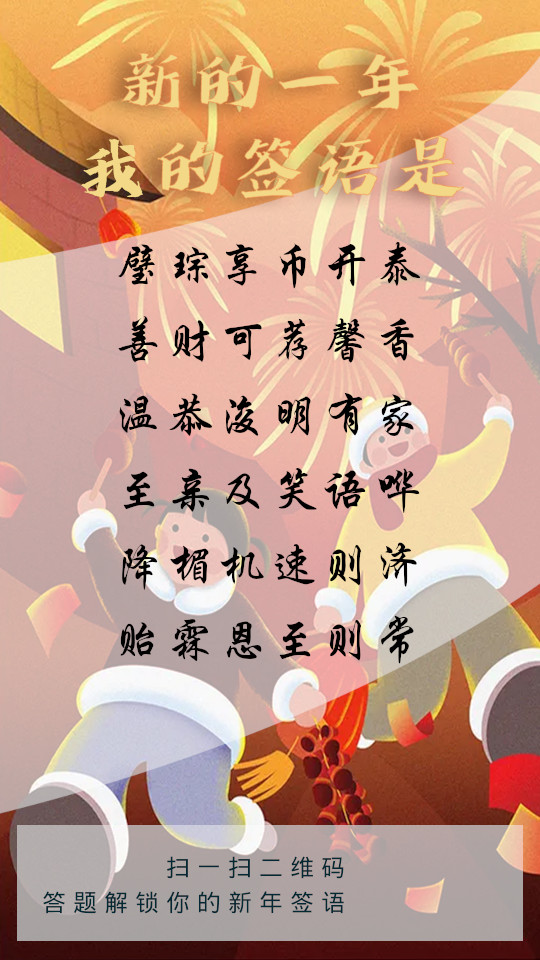 新的一年
我的签语是
璧琮享币开泰
善财可荐馨香
温恭浚明有家
至亲及笑语哗
降楣机速则济
贻霖恩至则常
扫一扫二维码
答题解锁你的新年签语